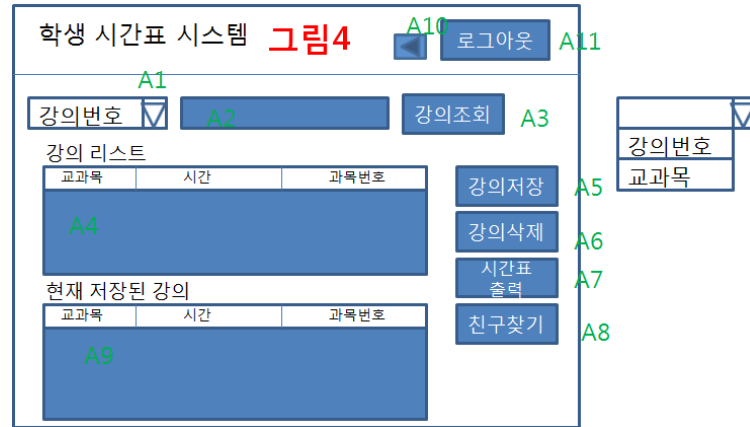 학생 시간표 시스템 그림4 A10 로그아웃 A11
A1
강의번호 A2 강의조회 A3
강의번호
교과목
강의 리스트
교과목 시간 과목번호
A4
강의저장 A5
강의삭제 A6
시간표
출력 A7
친구찾기 A8
현재 저장된 강의
교과목 시간 과목번호
A9